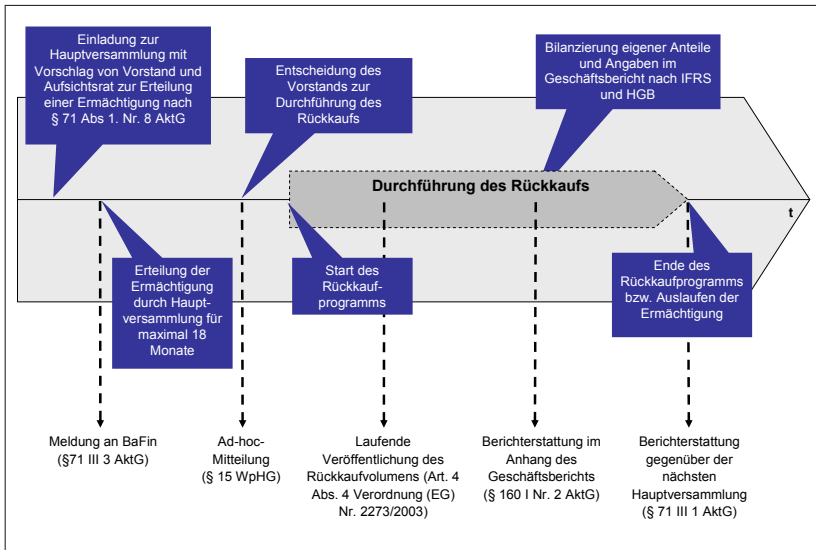 Einladung zur
Hauptversammlung mit
Vorschlag von Vorstand und
Aufsichtsrat zur Erteilung
einer Ermächtigung nach
§ 71 Abs 1. Nr. 8 AktG
Entscheidung des
Vorstands zur
Durchführung des
Rückkaufs
Bilanzierung eigener Anteile
und Angaben im
Geschäftsbericht nach IFRS
und HGB
Durchführung des Rückkaufs
t
Erteilung der
Ermächtigung
durch Haupt-
versammlung für
maximal 18
Monate
Start des
Rückkauf-
programms
Ende des
Rückkaufprogramms
bzw. Auslaufen der
Ermächtigung
Meldung an BaFin
(§71 III 3 AktG)
Ad-hoc-
Mitteilung
(§ 15 WpHG)
Laufende
Veröffentlichung des
Rückkaufvolumens (Art. 4
Abs. 4 Verordnung (EG)
Nr. 2273/2003)
Berichterstattung im
Anhang des
Geschäftsberichts
(§ 160 I Nr. 2 AktG)
Berichterstattung
gegenüber der
nächsten
Hauptversammlung
(§ 71 III 1 AktG)